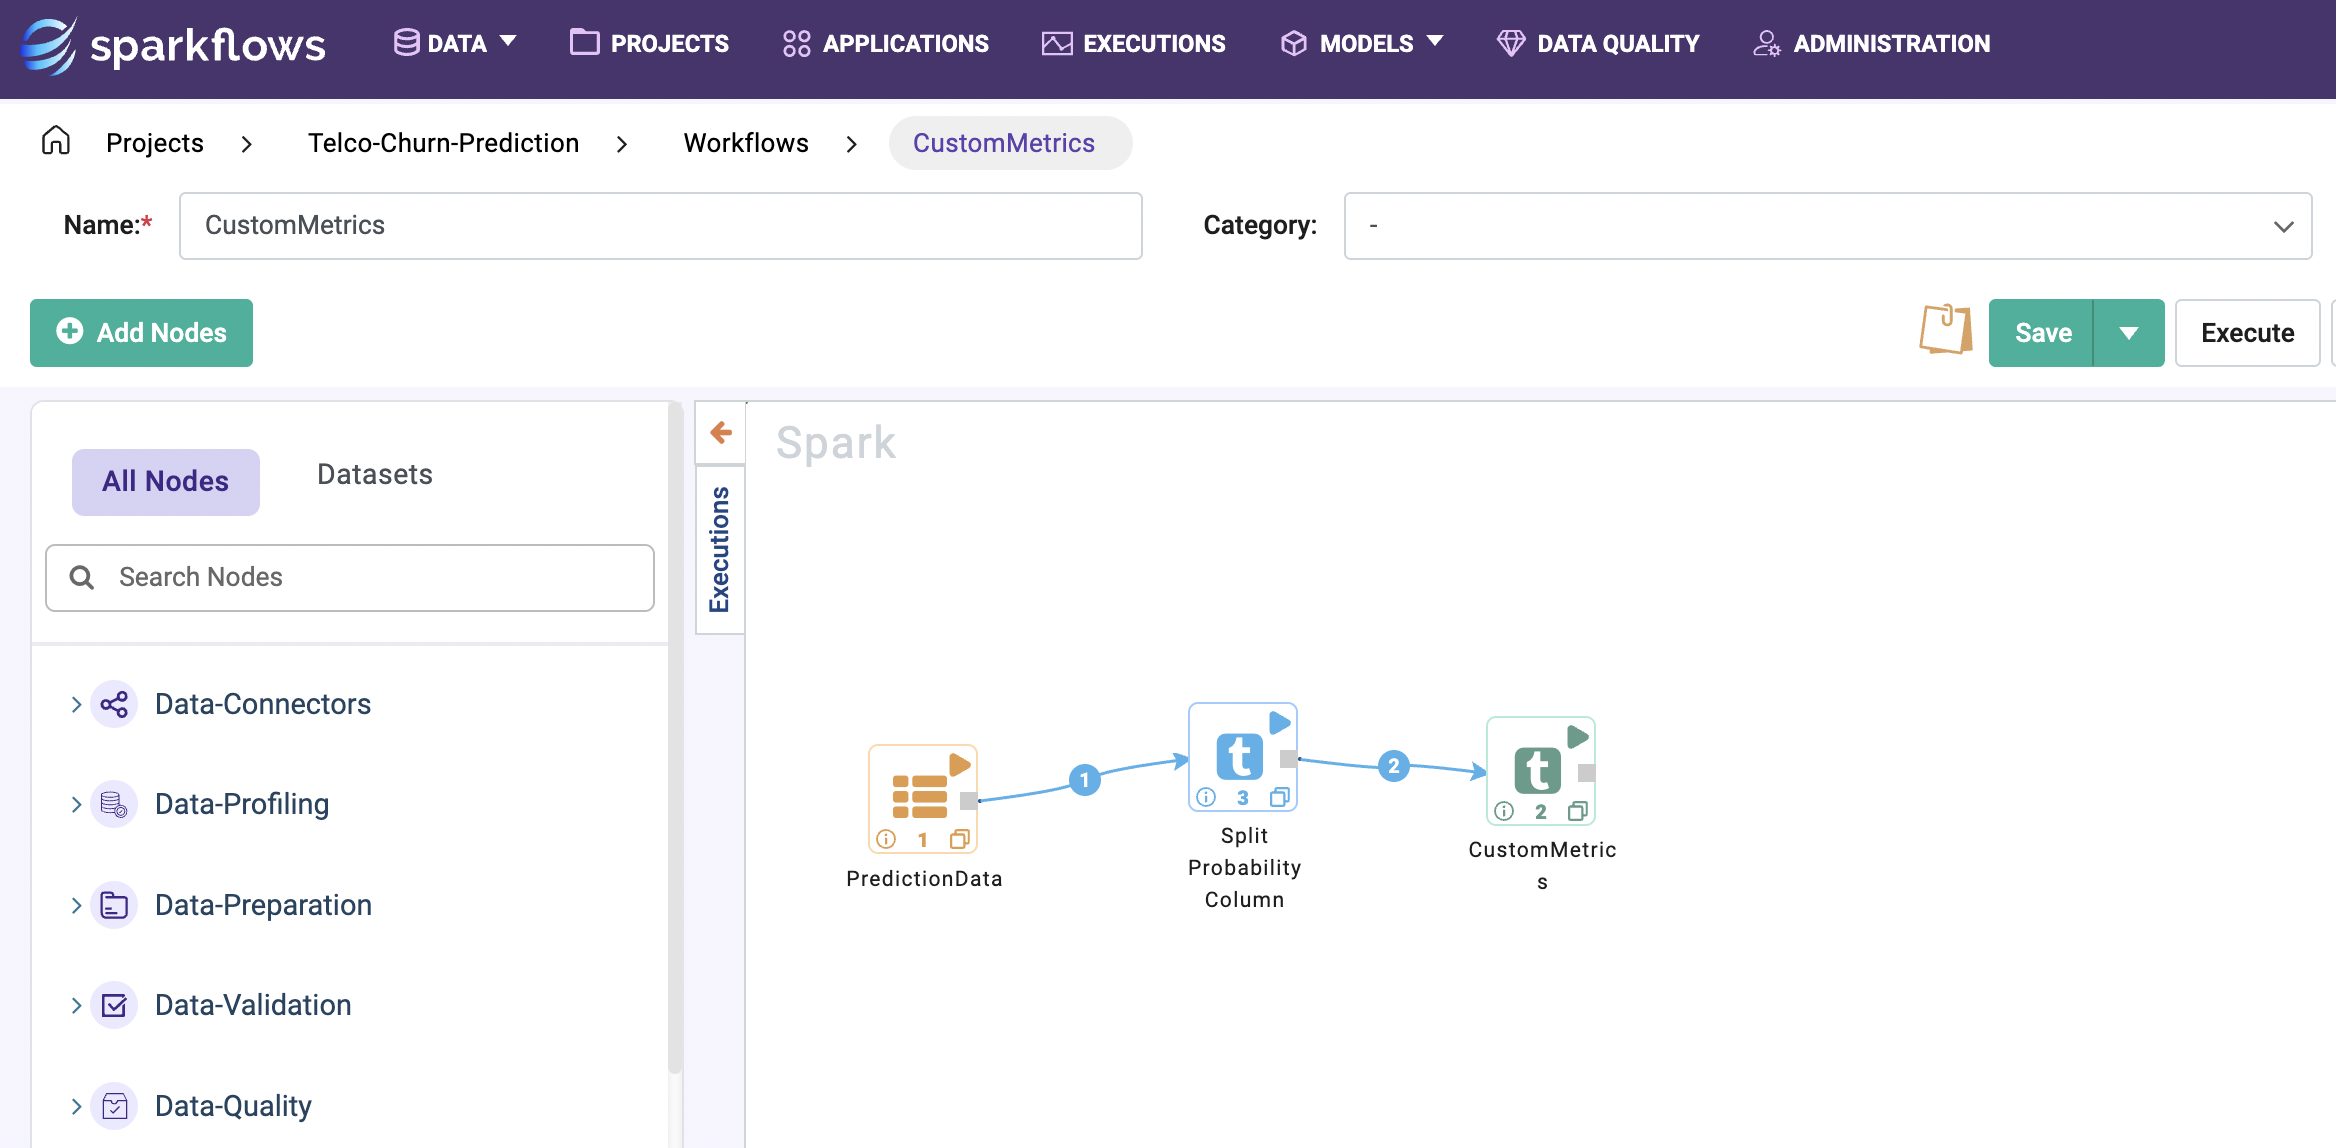 sparkflows DATA PROJECTS APPLICATIONS EXECUTIONS MODELS DATA QUALITY ADMINISTRATION
Projects > Telco-Churn-Prediction > Workflows > CustomMetrics
Name:* CustomMetrics Category: -
Add Nodes Save Execute
All Nodes Datasets
Search Nodes
Data-Connectors
Data-Profiling
Data-Preparation
Data-Validation
Data-Quality
Executions
Spark
1
PredictionData
1
t
3
Split
Probability
Column
2
t
2
CustomMetric
s